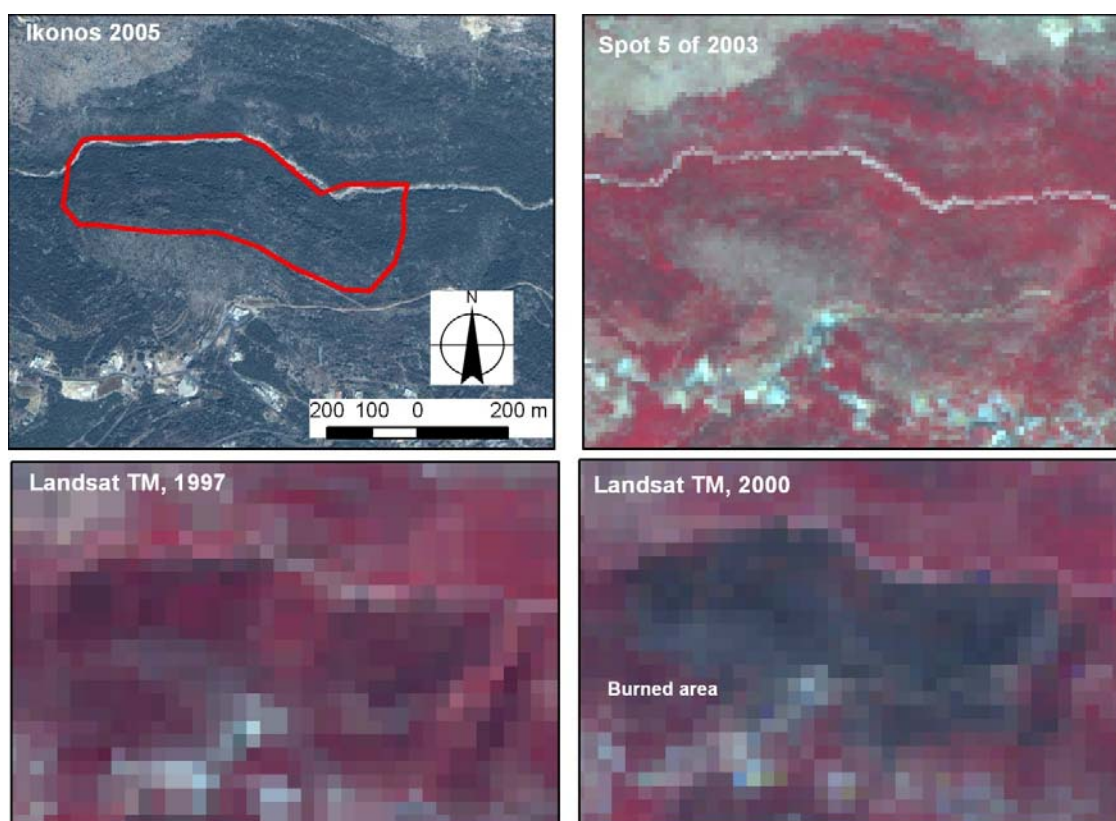 Ikonos 2005
Spot 5 of 2003
N
200 100 0 200 m
Landsat TM, 1997
Landsat TM, 2000
Burned area